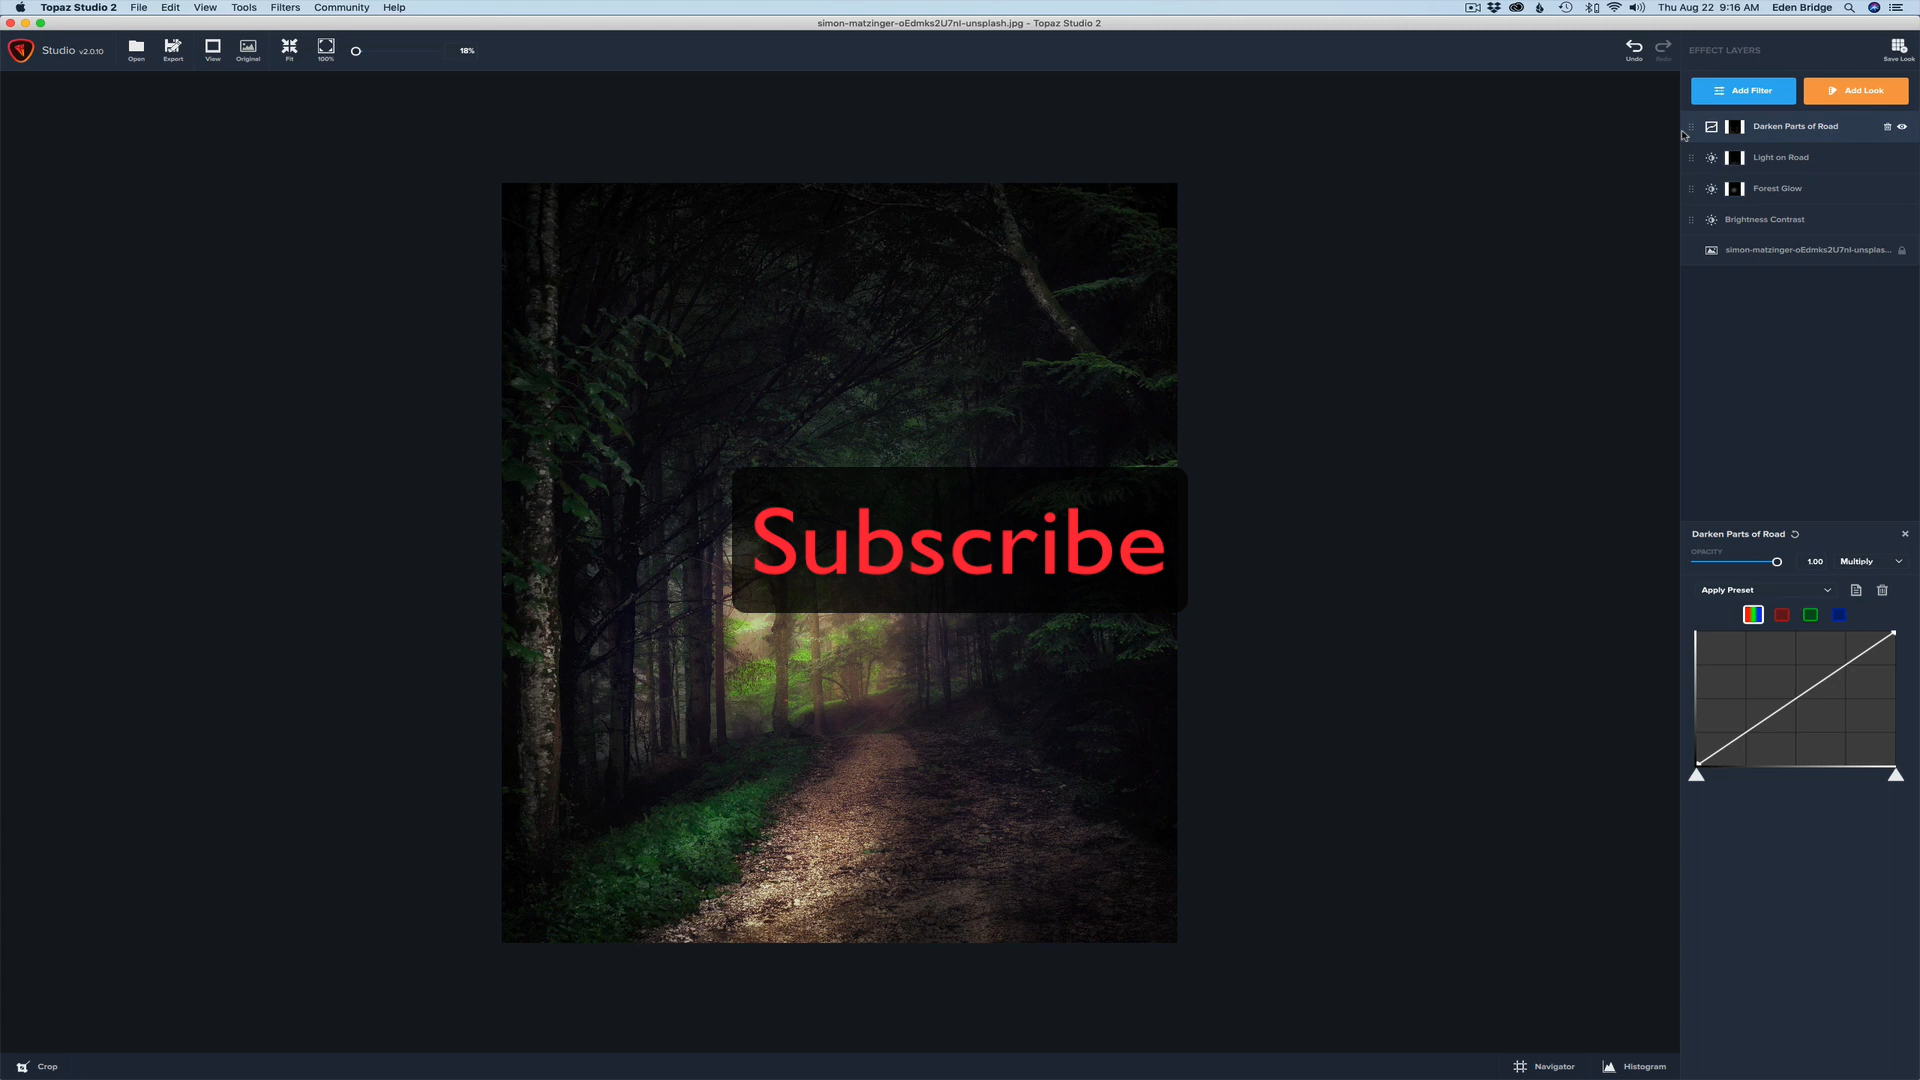 Topaz Studio 2 File Edit View Tools Filters Community Help Thu Aug 22 9:16 AM Eden Bridge
simon-matzinger-oEdmks2U7nI-unsplash.jpg - Topaz Studio 2
Studio v2.0.10 Open Export View Original Fit 100% 18% Undo Redo EFFECT LAYERS Save Look
Add Filter Add Look
Darken Parts of Road
Light on Road
Forest Glow
Brightness Contrast
simon-matzinger-oEdmks2U7nI-unsplas...
Subscribe
Darken Parts of Road
OPACITY
1.00 Multiply
Apply Preset
Crop Navigator Histogram